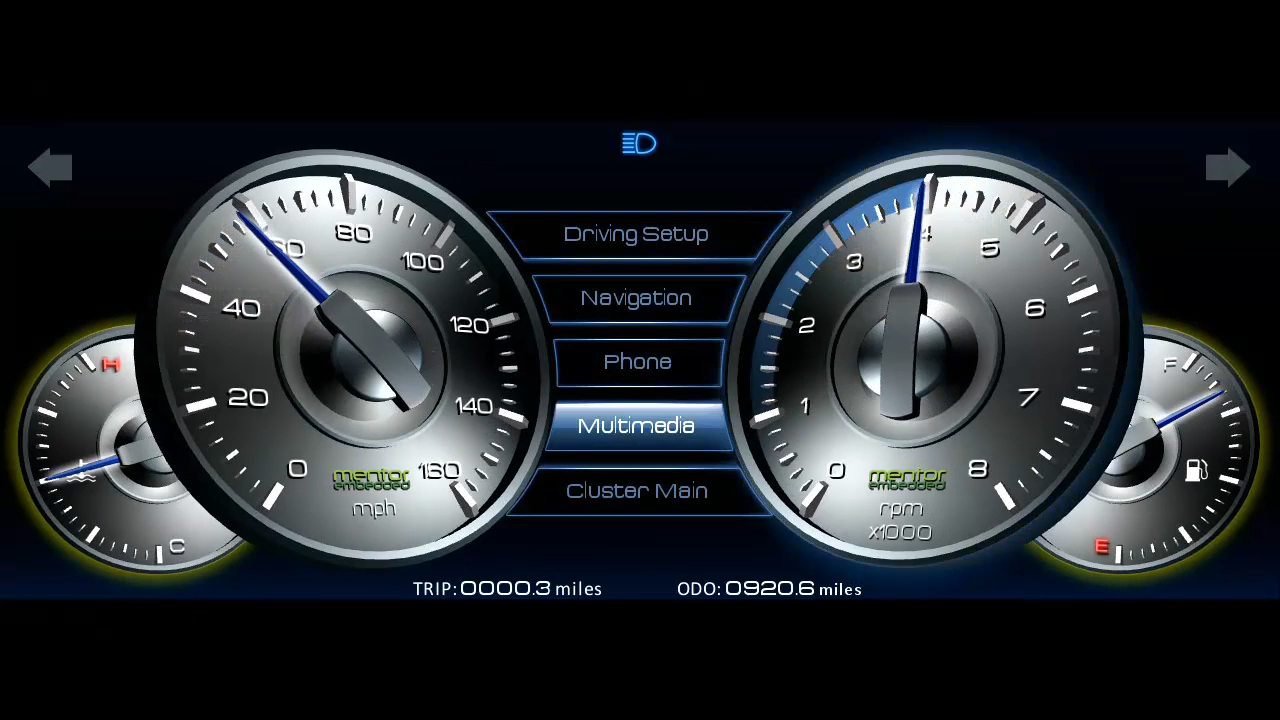 Driving Setup
Navigation
Phone
Multimedia
Cluster Main
H
C
0
20
40
60
80
100
120
140
160
mentor
embedded
mph
0
1
2
3
4
5
6
7
8
mentor
embedded
rpm
x1000
F
E
TRIP: 0000.3 miles
ODO: 0920.6 miles